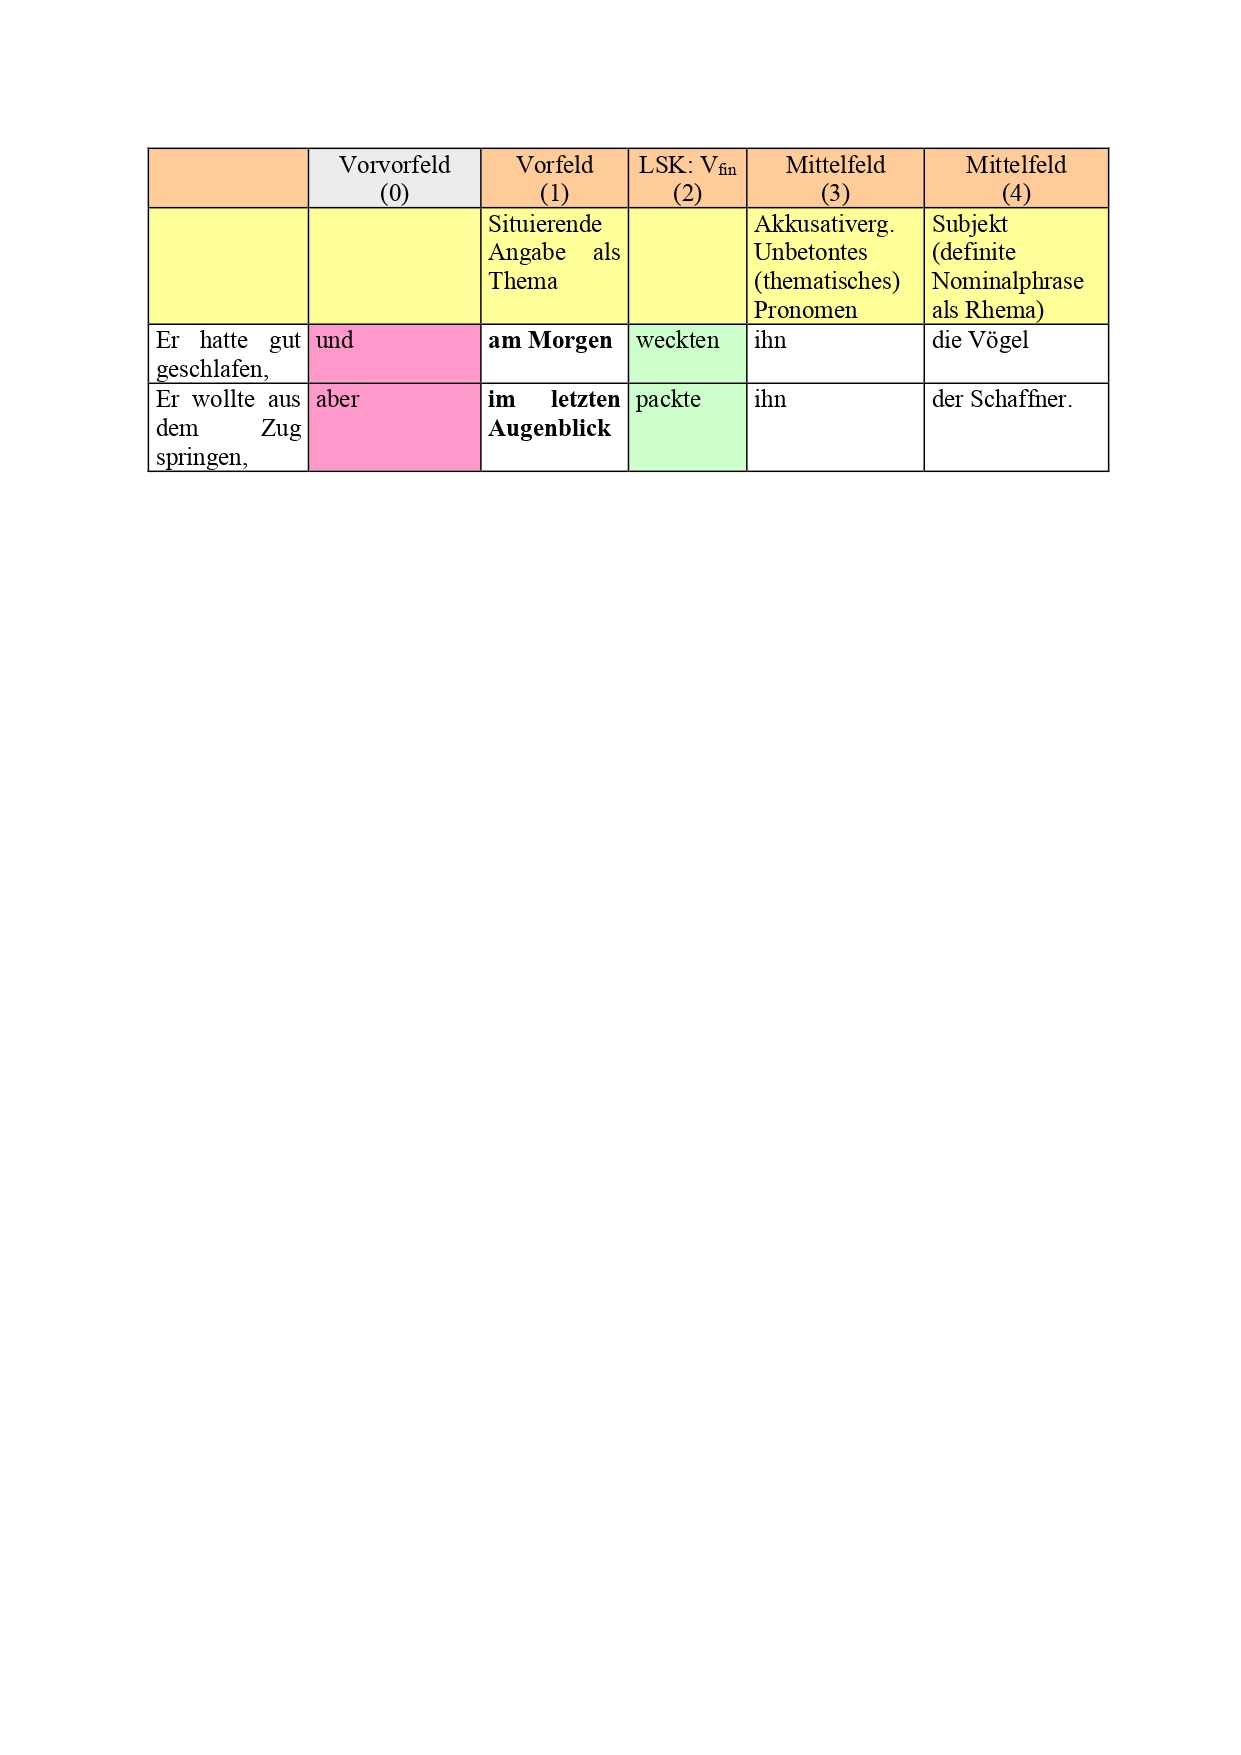 Vorvorfeld
(0)
Vorfeld
(1)
LSK: Vfin
(2)
Mittelfeld
(3)
Mittelfeld
(4)
Situierende
Angabe als
Thema
Akkusativerg.
Unbetontes
(thematisches)
Pronomen
Subjekt
(definite
Nominalphrase
als Rhema)
Er hatte gut
geschlafen,
und
am Morgen
weckten
ihn
die Vögel
Er wollte aus
dem Zug
springen,
aber
im letzten
Augenblick
packte
ihn
der Schaffner.